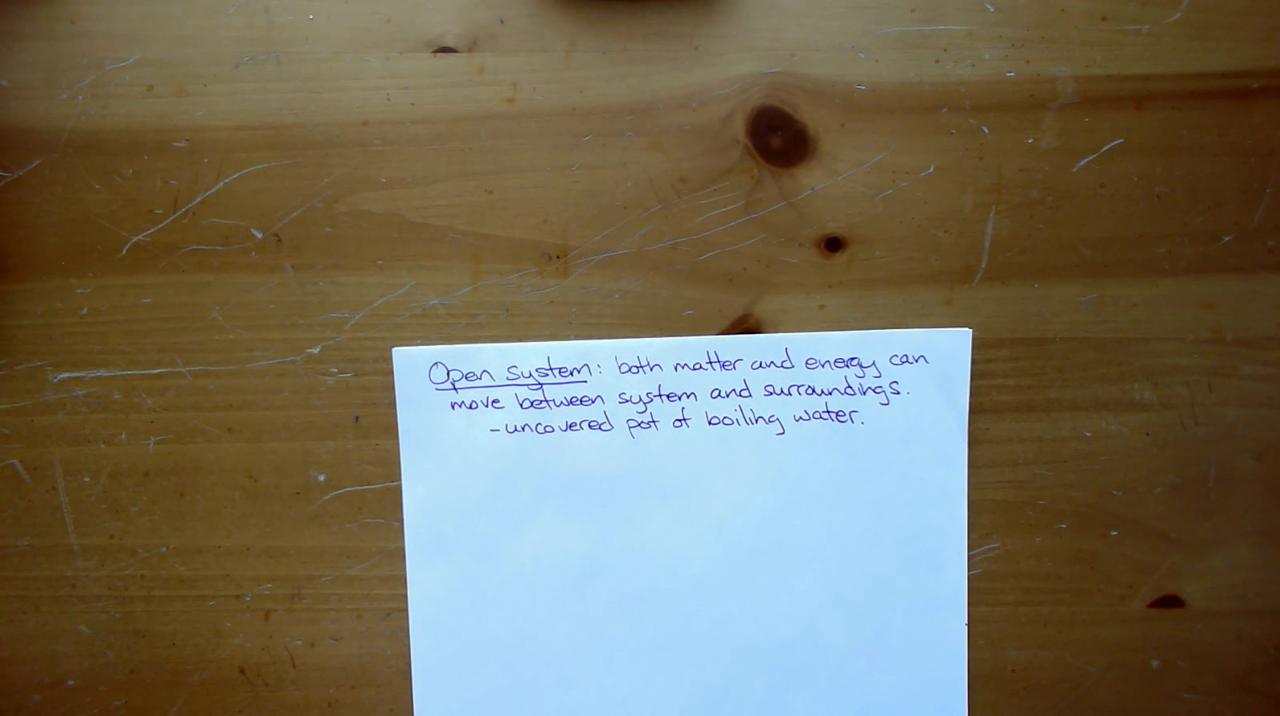 Open system: both matter and energy can
move between system and surroundings.
-uncovered pot of boiling water.